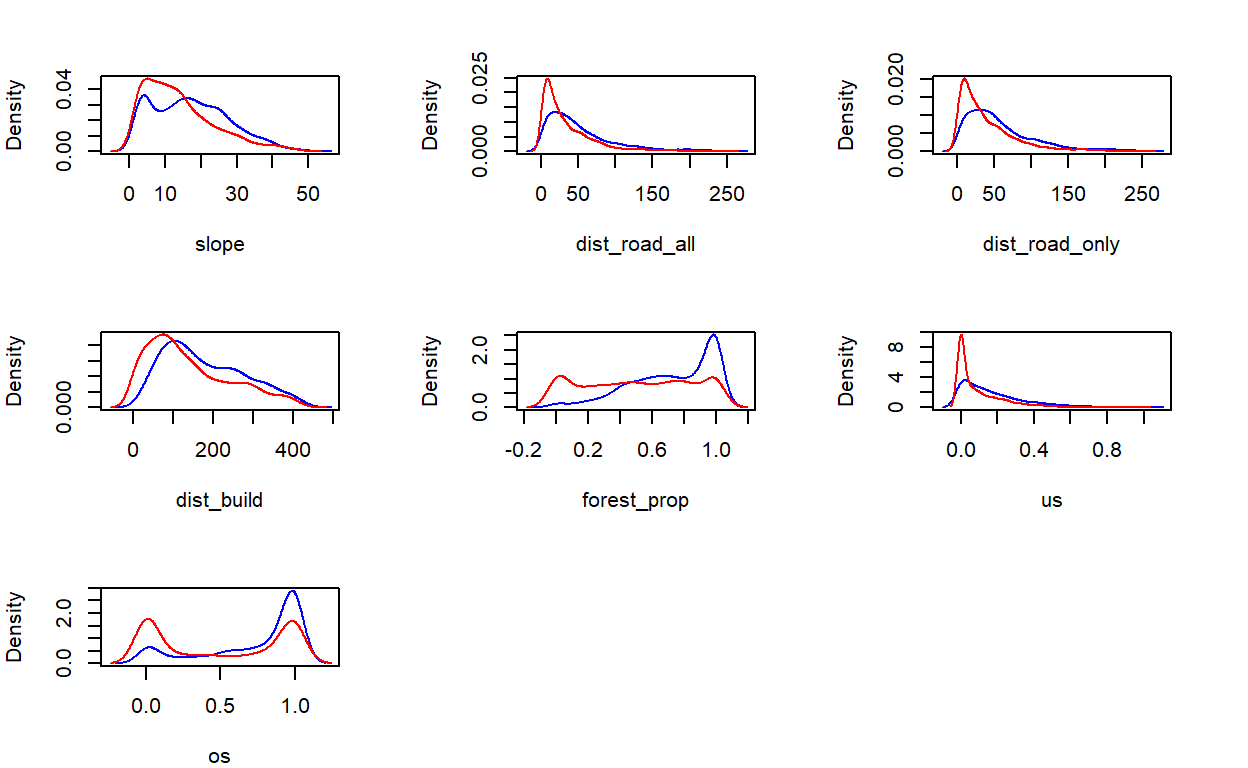 Density
0.00 0.04
0 10 30 50
slope
Density
0.000 0.025
0 50 150 250
dist_road_all
Density
0.000 0.020
0 50 150 250
dist_road_only
Density
0.000
0 200 400
dist_build
Density
0.0 2.0
-0.2 0.2 0.6 1.0
forest_prop
Density
0 4 8
0.0 0.4 0.8
us
Density
0.0 2.0
0.0 0.5 1.0
os